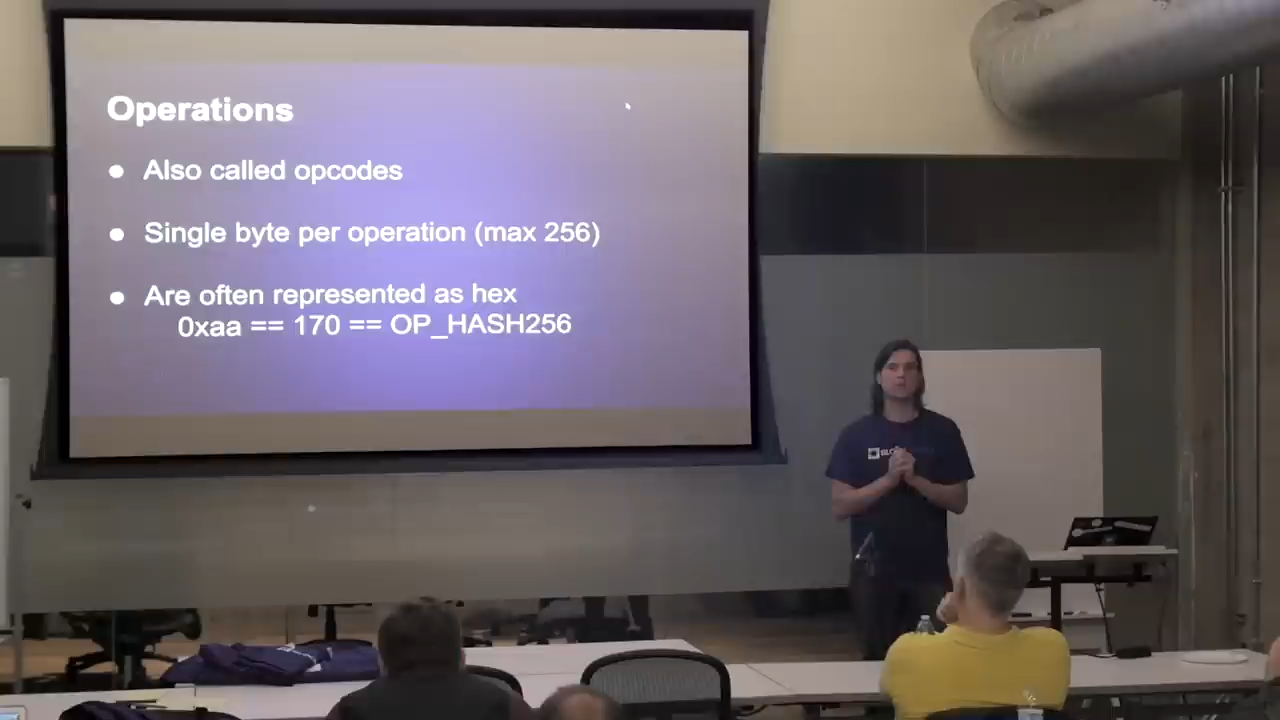 Operations
● Also called opcodes
● Single byte per operation (max 256)
● Are often represented as hex
0xaa == 170 == OP_HASH256